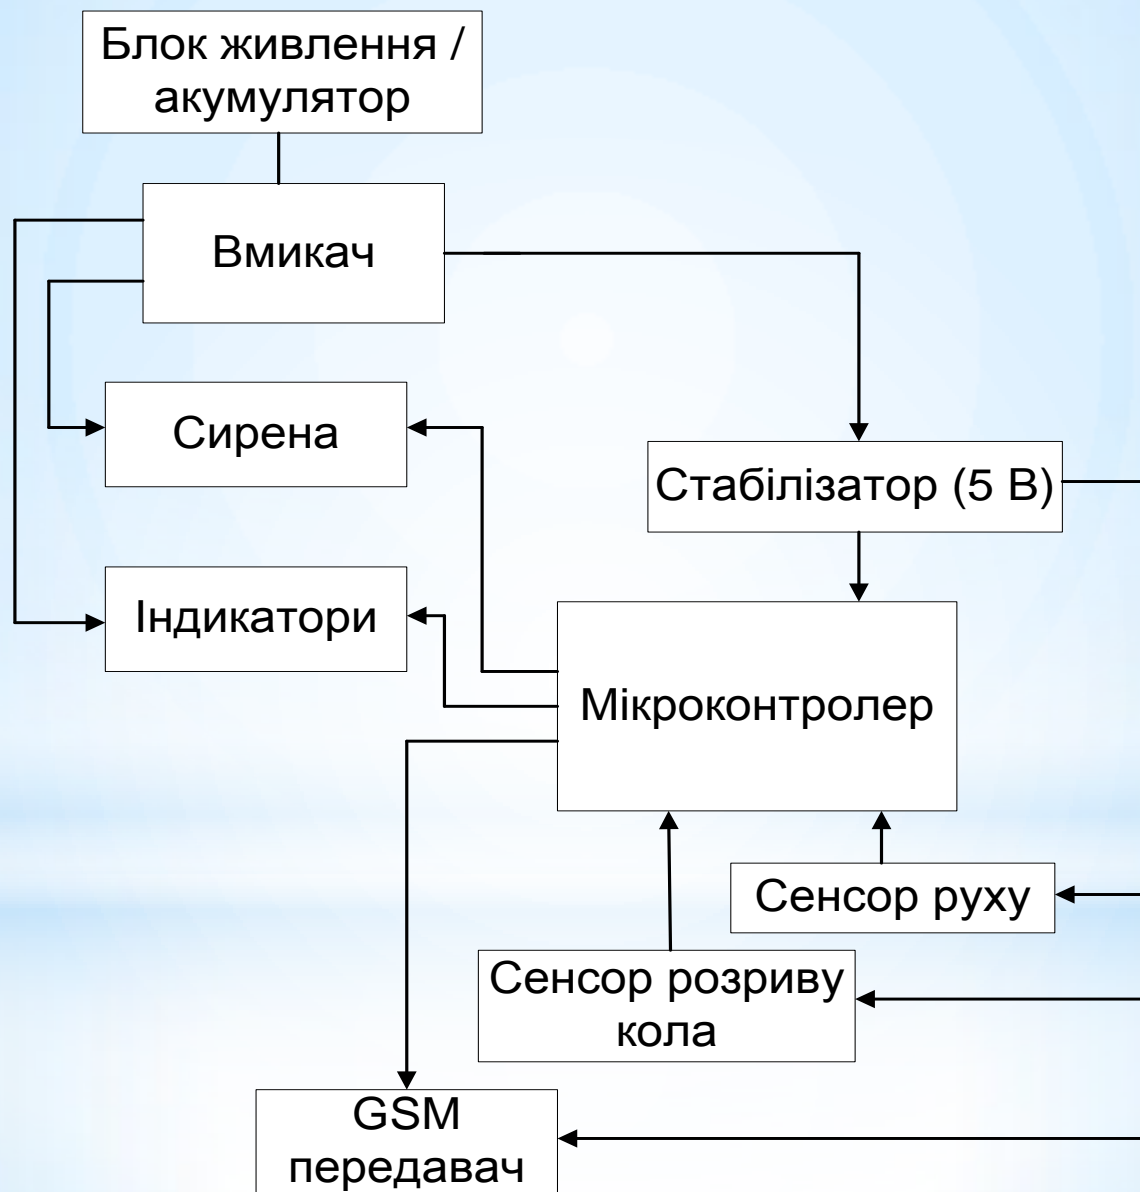 Блок живлення /
акумулятор
Вмикач
Сирена
Стабілізатор (5 В)
Індикатори
Мікроконтролер
Сенсор руху
Сенсор розриву
кола
GSM
передавач